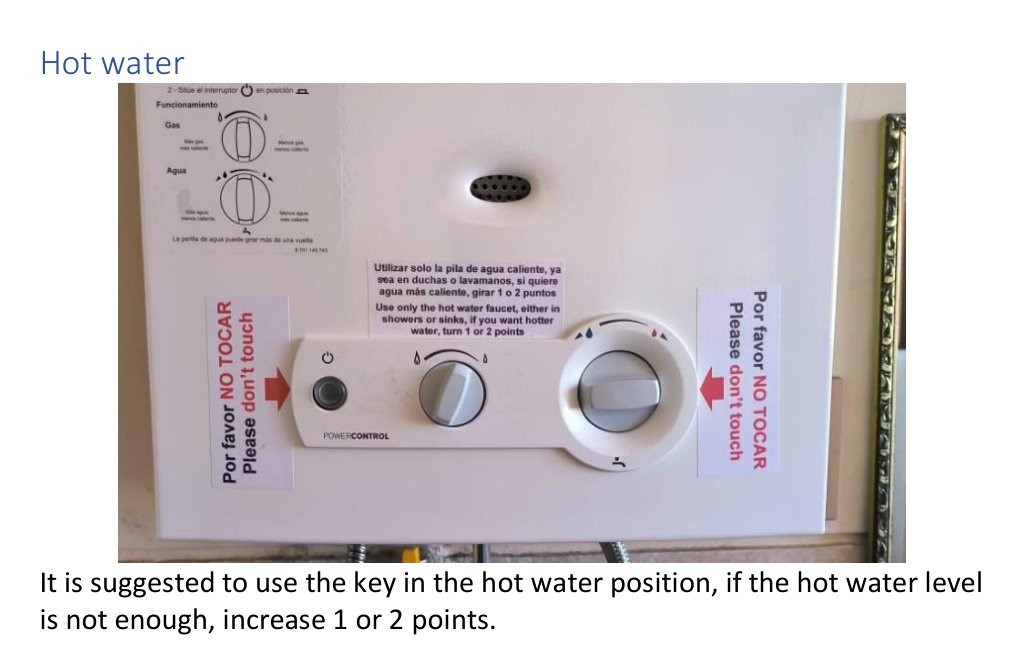 Hot water
2 - Sitúe el interruptor en posición
Funcionamiento
Gas
Más gas, más caliente
Menos gas, menos caliente
Agua
Más agua, menos caliente
Menos agua, más caliente
La perilla de agua puede girar más de una vuelta
Utilizar solo la pila de agua caliente, ya
sea en duchas o lavamanos, si quiere
agua más caliente, girar 1 o 2 puntos
Use only the hot water faucet, either in
showers or sinks, if you want hotter
water, turn 1 or 2 points
Por favor NO TOCAR
Please don't touch
POWERCONTROL
Por favor NO TOCAR
Please don't touch
It is suggested to use the key in the hot water position, if the hot water level
is not enough, increase 1 or 2 points.